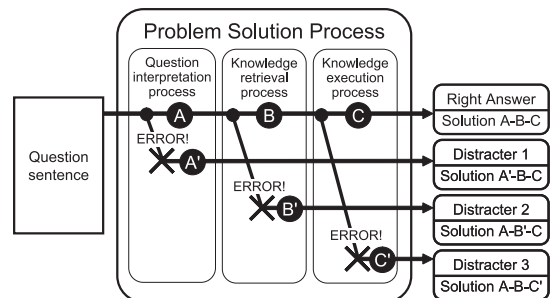 Problem Solution Process
Question
interpretation
process
Knowledge
retrieval
process
Knowledge
execution
process
Question
sentence
A
B
C
Right Answer
Solution A-B-C
ERROR!
A'
Distracter 1
Solution A'-B-C
ERROR!
B'
Distracter 2
Solution A-B'-C
ERROR!
C'
Distracter 3
Solution A-B-C'